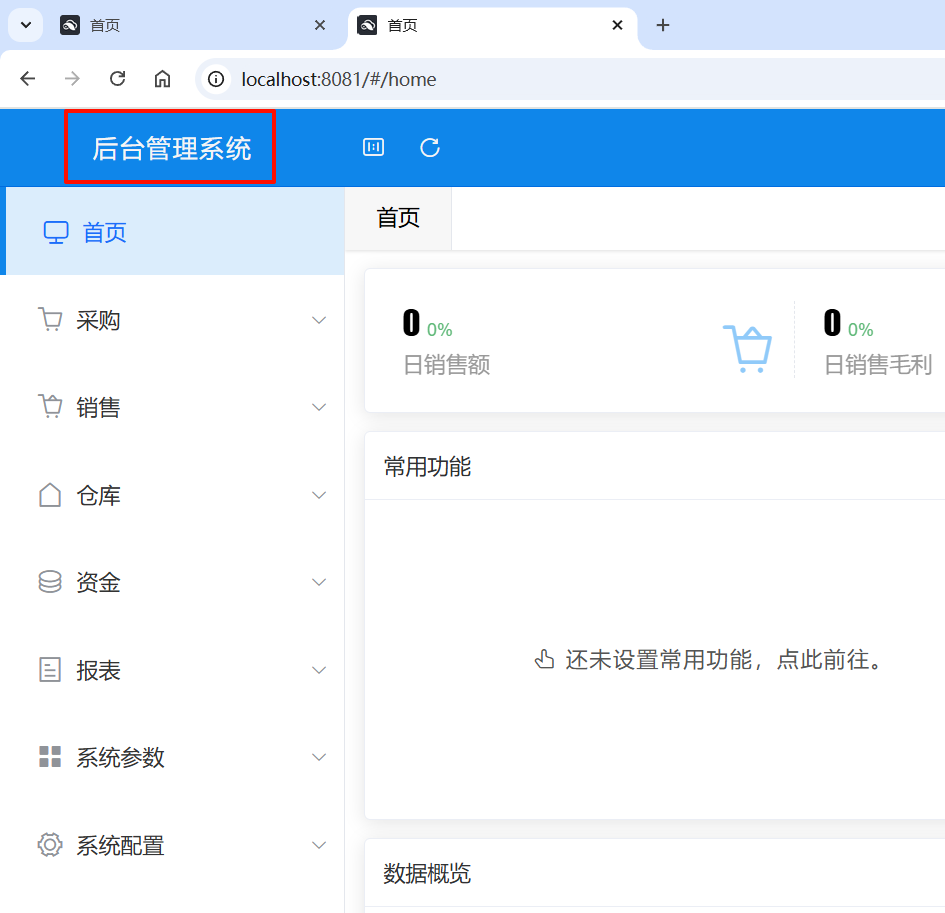 首页
首页
localhost:8081/#/home
后台管理系统
首页
首页
采购
销售
仓库
资金
报表
系统参数
系统配置
0 0%
日销售额
0 0%
日销售毛利
常用功能
还未设置常用功能，点此前往。
数据概览